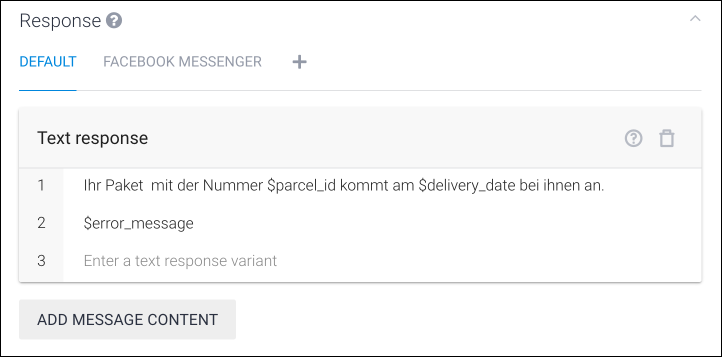 Response ?
DEFAULT FACEBOOK MESSENGER +
Text response ?
1 Ihr Paket  mit der Nummer $parcel_id kommt am $delivery_date bei ihnen an.
2 $error_message
3 Enter a text response variant
ADD MESSAGE CONTENT